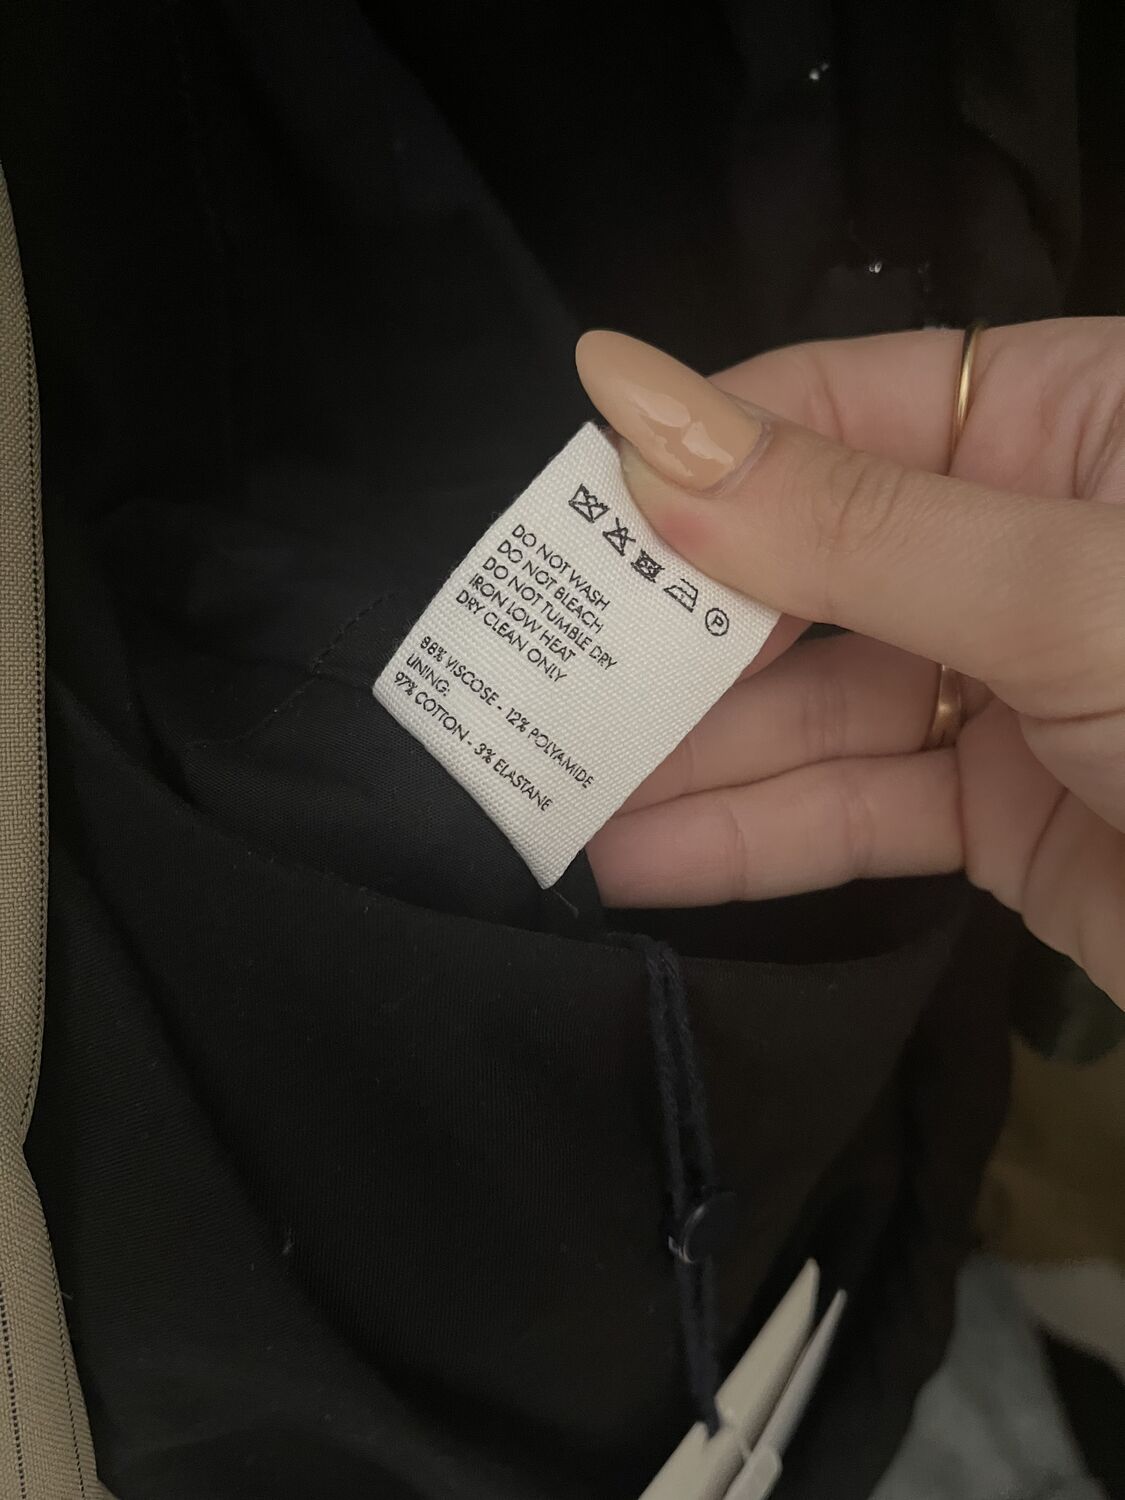 P
DO NOT WASH
DO NOT BLEACH
DO NOT TUMBLE DRY
IRON LOW HEAT
DRY CLEAN ONLY
88% VISCOSE - 12% POLYAMIDE
LINING:
97% COTTON - 3% ELASTANE